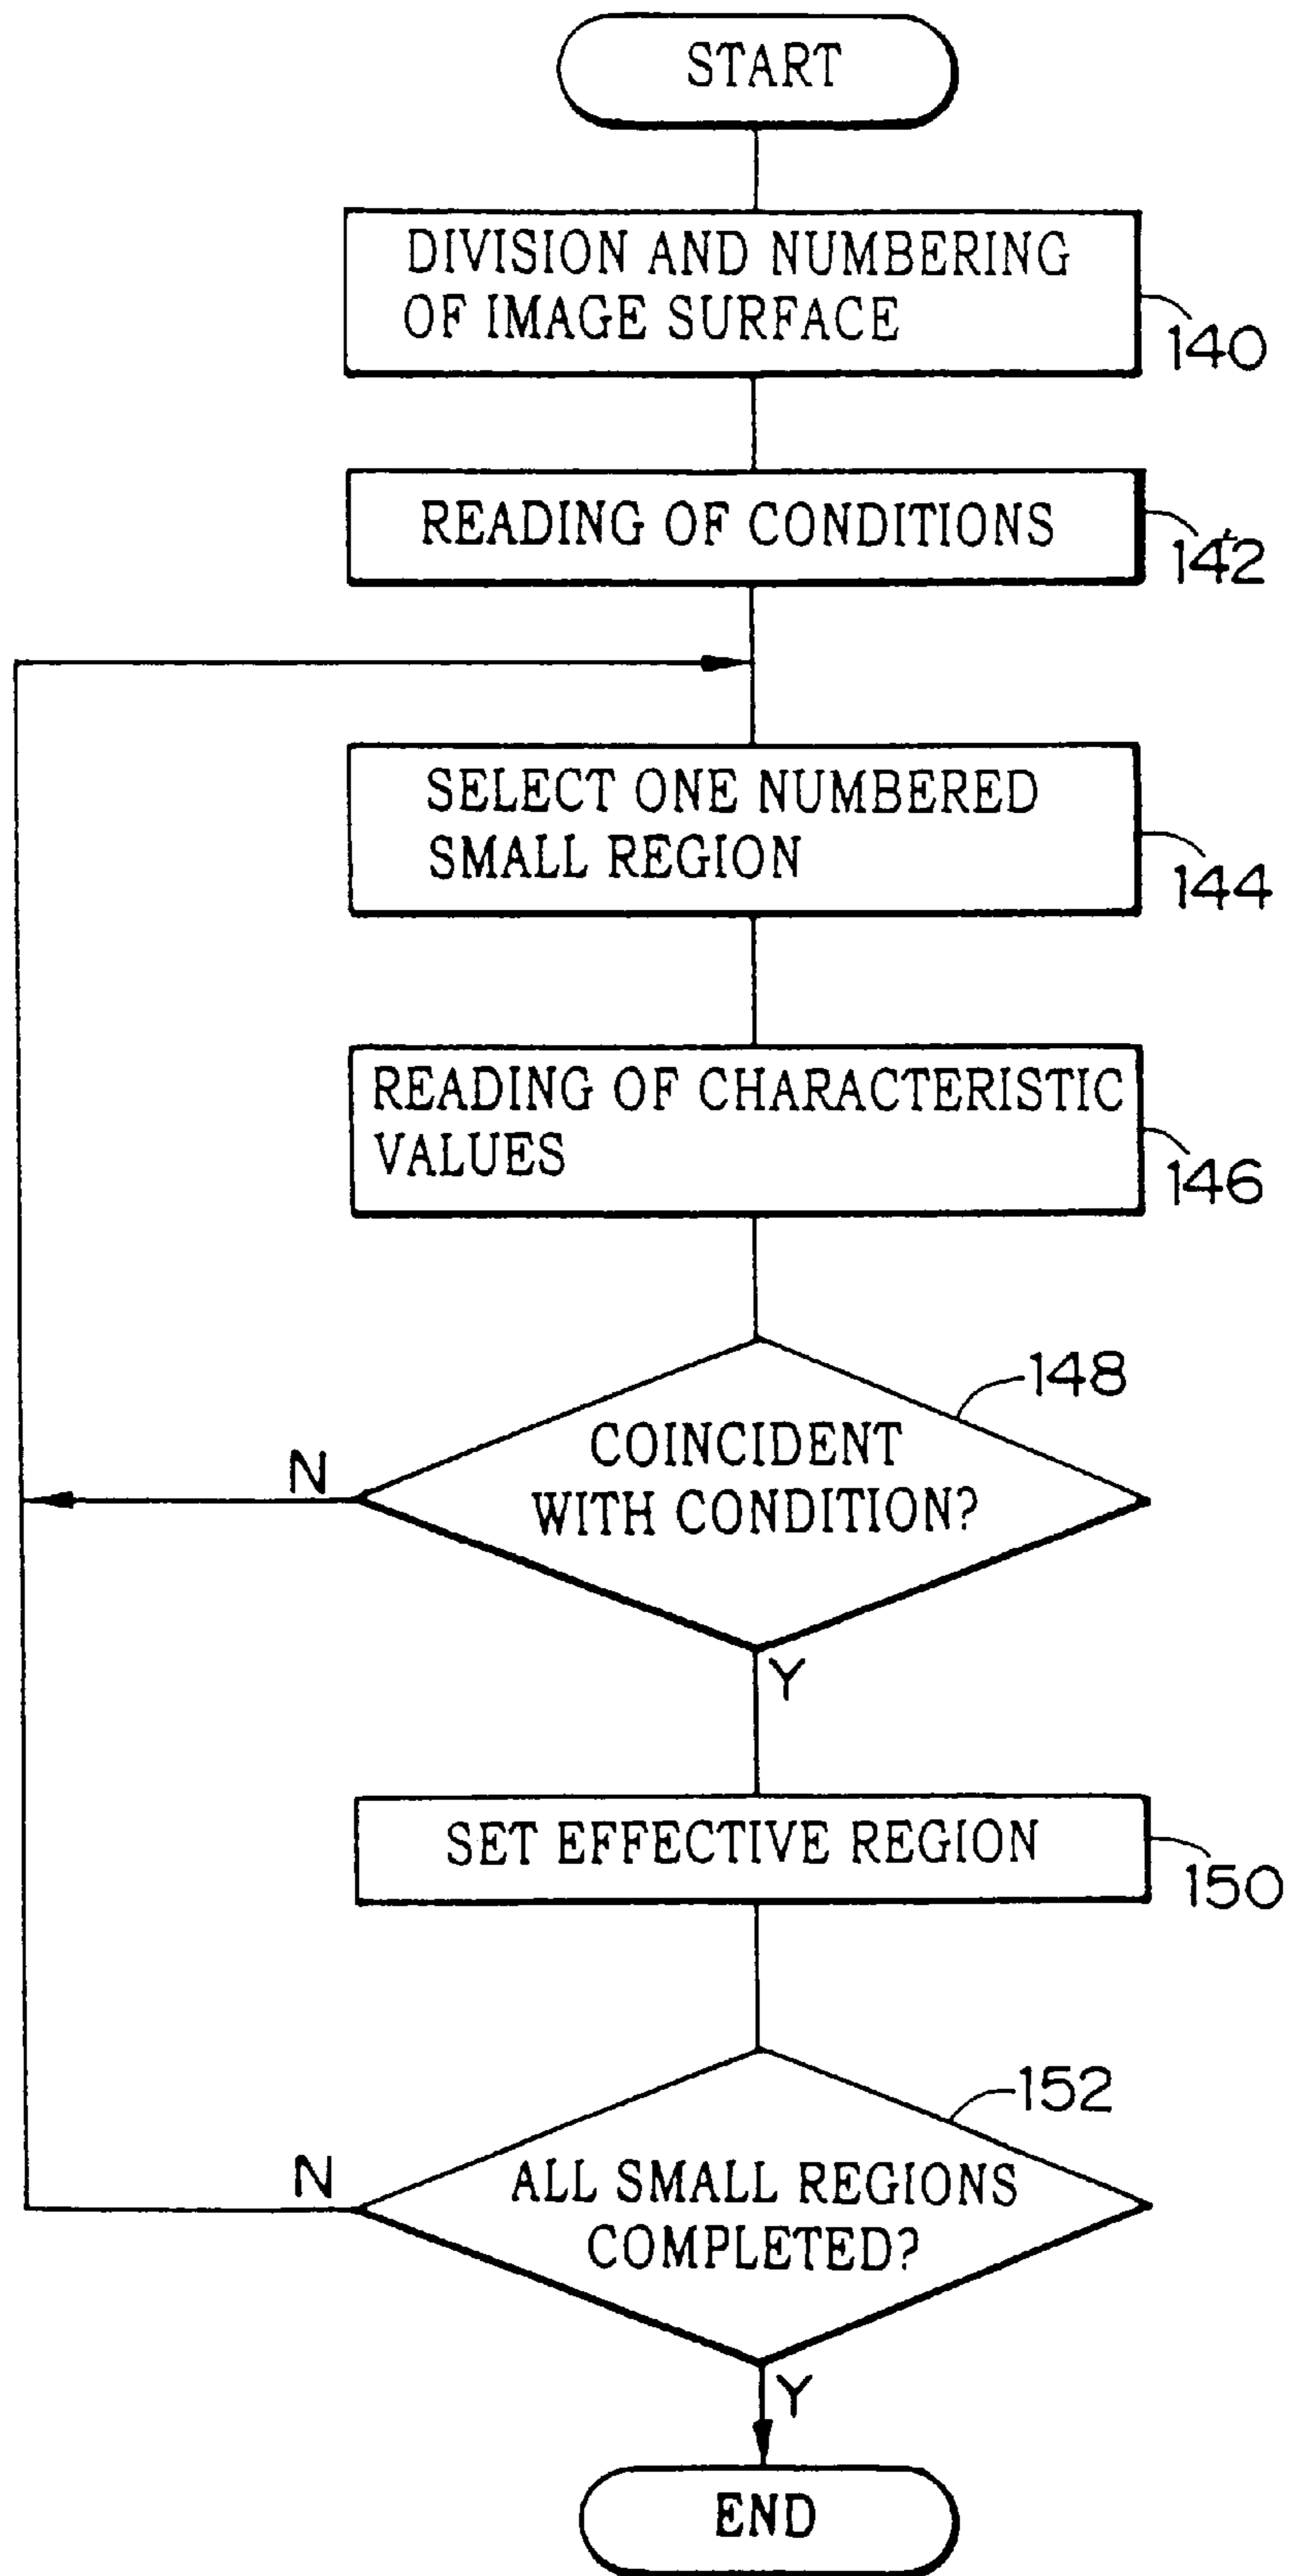 START
DIVISION AND NUMBERING
OF IMAGE SURFACE
140
READING OF CONDITIONS
142
SELECT ONE NUMBERED
SMALL REGION
144
READING OF CHARACTERISTIC
VALUES
146
148
COINCIDENT
WITH CONDITION?
N
Y
SET EFFECTIVE REGION
150
152
ALL SMALL REGIONS
COMPLETED?
N
Y
END